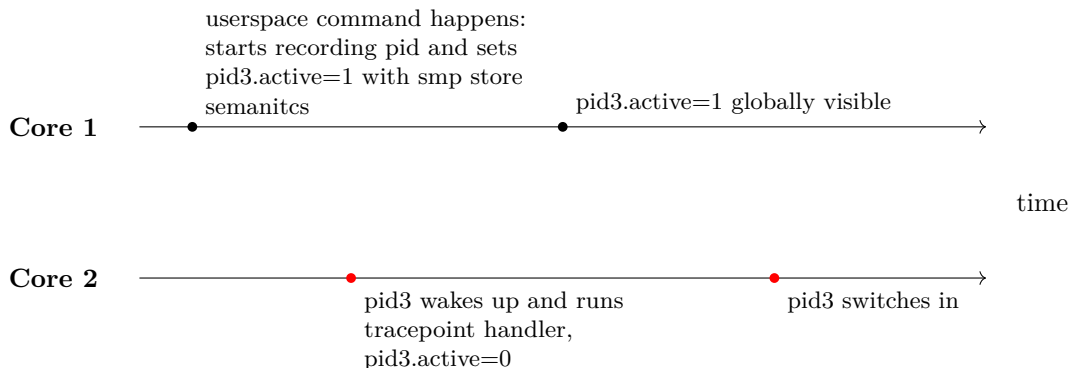 userspace command happens:
starts recording pid and sets
pid3.active=1 with smp store
semanitcs
pid3.active=1 globally visible
Core 1
time
Core 2
pid3 wakes up and runs
tracepoint handler,
pid3.active=0
pid3 switches in